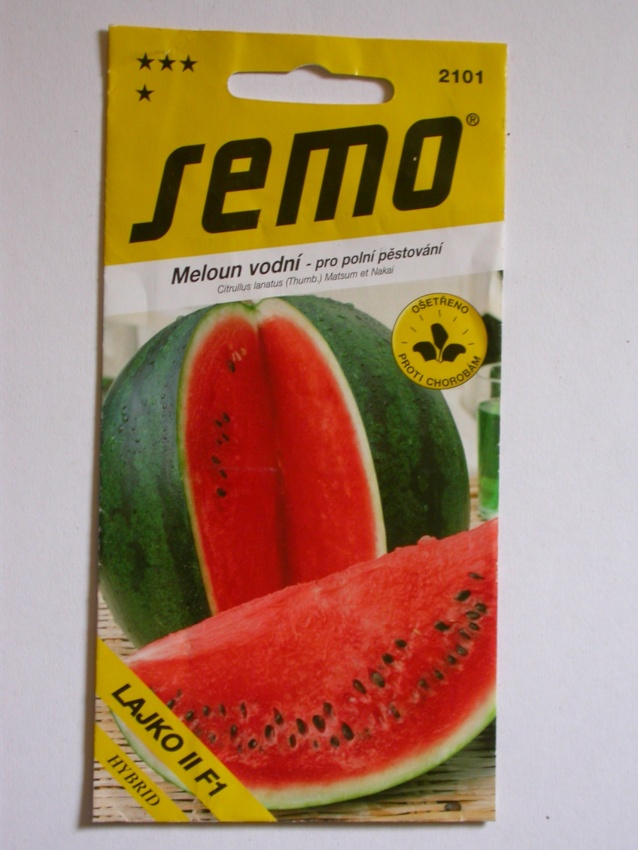 2101
semo®
Meloun vodní - pro polní pěstování
Citrullus lanatus (Thumb.) Matsum et Nakai
OŠETŘENO
PROTI CHOROBÁM
LAJKO II F1
HYBRID